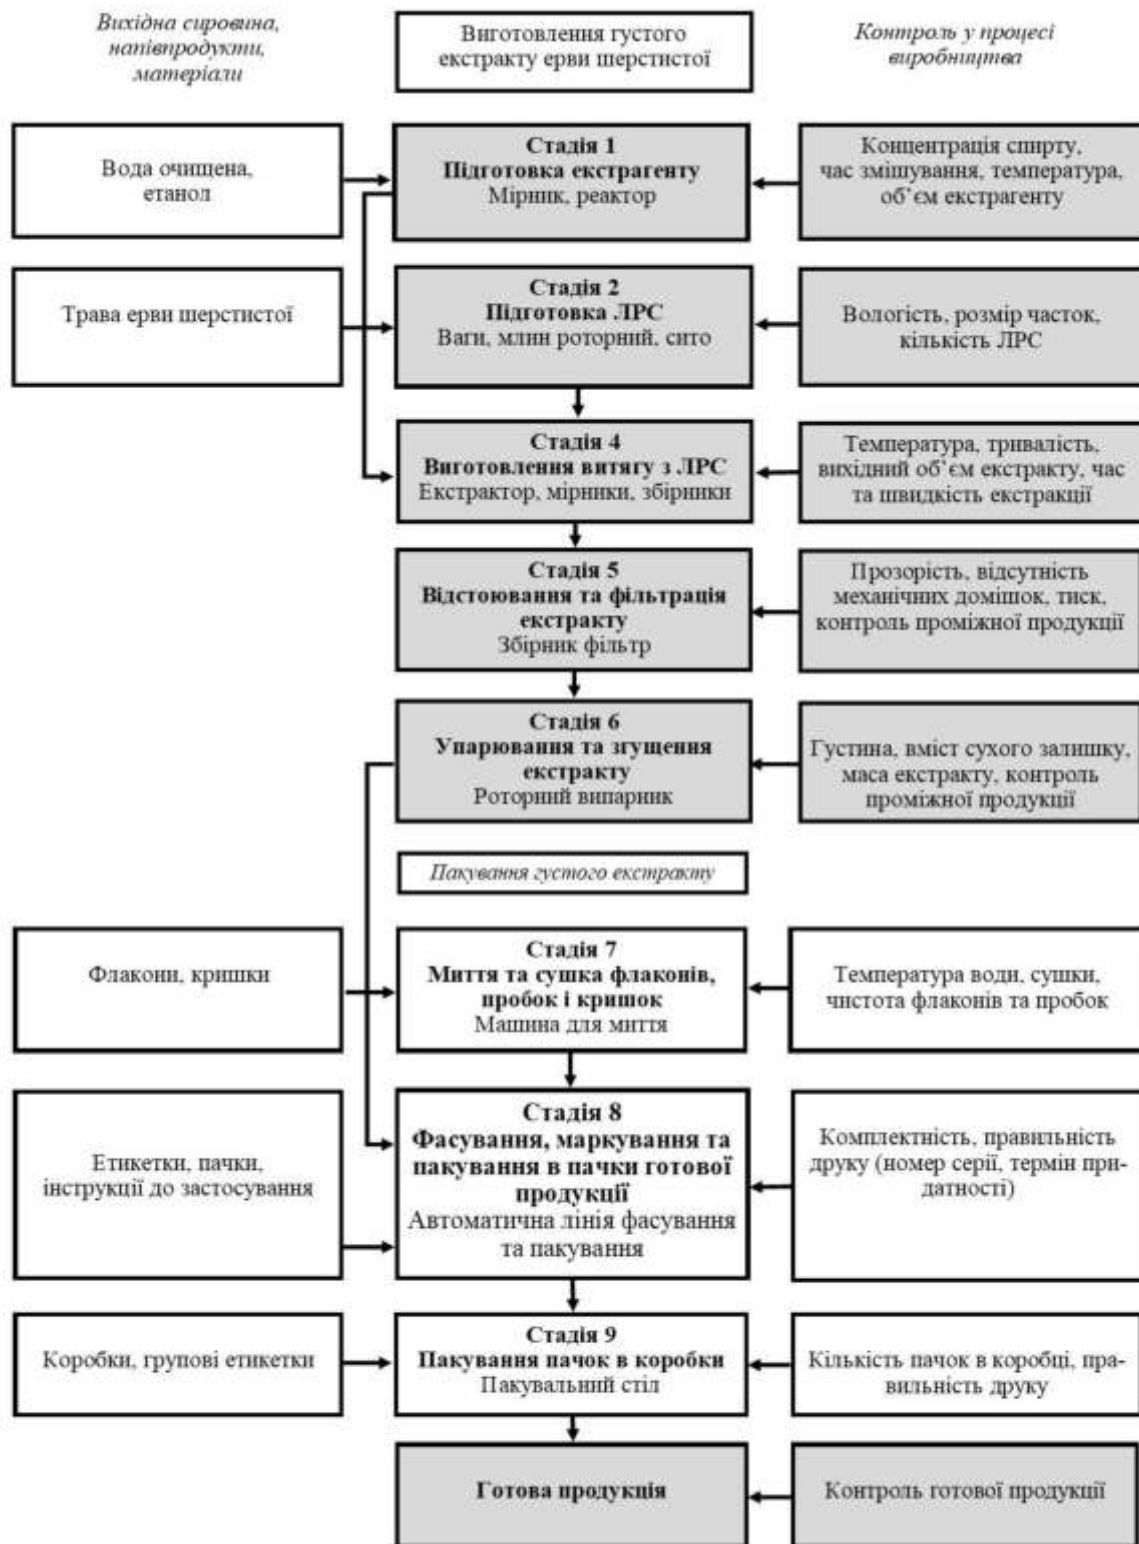 Вихідна сировина,
напівпродукти,
матеріали
Виготовлення густого
екстракту ерви шерстистої
Контроль у процесі
виробництва
Вода очищена,
етанол
Стадія 1
Підготовка екстрагенту
Мірник, реактор
Концентрація спирту,
час змішування, температура,
об’єм екстрагенту
Трава ерви шерстистої
Стадія 2
Підготовка ЛРС
Ваги, млин роторний, сито
Вологість, розмір часток,
кількість ЛРС
Стадія 4
Виготовлення витягу з ЛРС
Екстрактор, мірники, збірники
Температура, тривалість,
вихідний об’єм екстракту, час
та швидкість екстракції
Стадія 5
Відстоювання та фільтрація
екстракту
Збірник фільтр
Прозорість, відсутність
механічних домішок, тиск,
контроль проміжної продукції
Стадія 6
Упарювання та згущення
екстракту
Роторний випарник
Густина, вміст сухого залишку,
маса екстракту, контроль
проміжної продукції
Пакування густого екстракту
Флакони, кришки
Стадія 7
Миття та сушка флаконів,
пробок і кришок
Машина для миття
Температура води, сушки,
чистота флаконів та пробок
Етикетки, пачки,
інструкції до застосування
Стадія 8
Фасування, маркування та
пакування в пачки готової
продукції
Автоматична лінія фасування
та пакування
Комплектність, правильність
друку (номер серії, термін при-
датності)
Коробки, групові етикетки
Стадія 9
Пакування пачок в коробки
Пакувальний стіл
Кількість пачок в коробці, пра-
вильність друку
Готова продукція
Контроль готової продукції